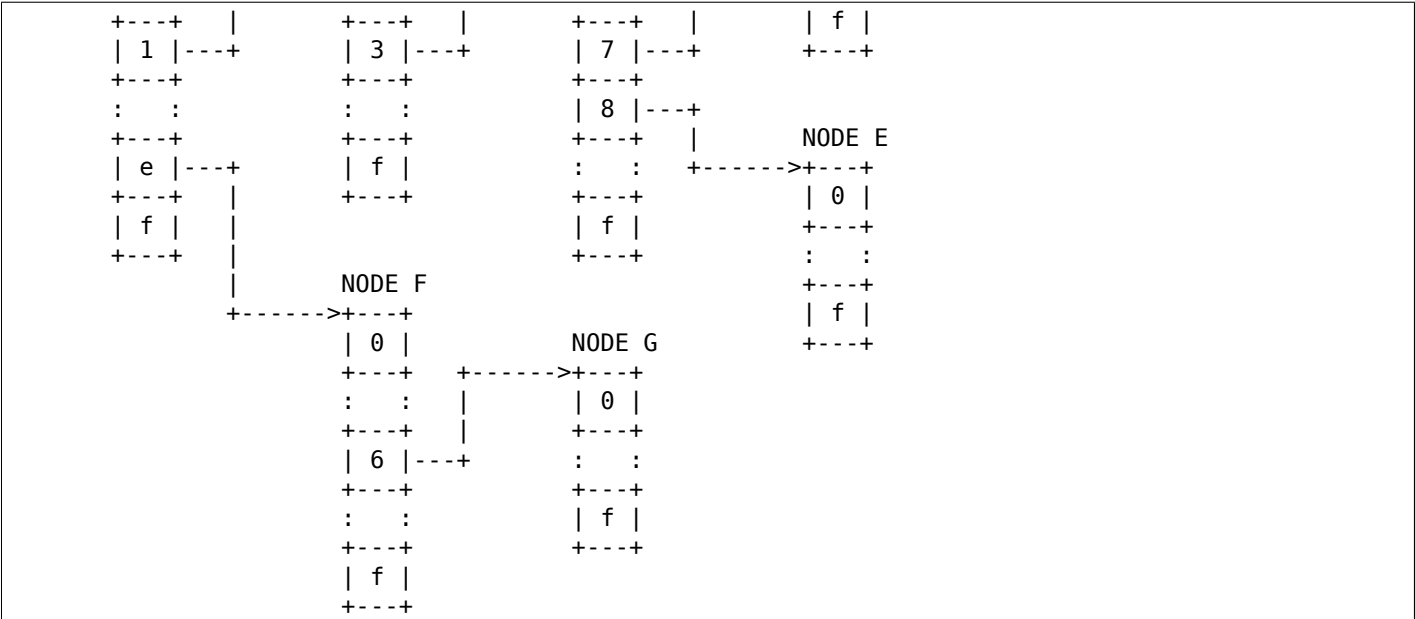 +---+   |       +---+   |       +---+   |       | f |
       | 1 |---+       | 3 |---+       | 7 |---+       +---+
       +---+           +---+           +---+
       :   :           :   :           | 8 |---+
       +---+           +---+           +---+   |       NODE E
       | e |---+       | f |           :   :   +------>+---+
       +---+   |       +---+           +---+           | 0 |
       | f |   |                       | f |           +---+
       +---+   |                       +---+           :   :
               |       NODE F                          +---+
               +------>+---+                           | f |
                       | 0 |           NODE G          +---+
                       +---+   +------>+---+
                       :   :   |       | 0 |
                       +---+   |       +---+
                       | 6 |---+       :   :
                       +---+           +---+
                       :   :           | f |
                       +---+           +---+
                       | f |
                       +---+